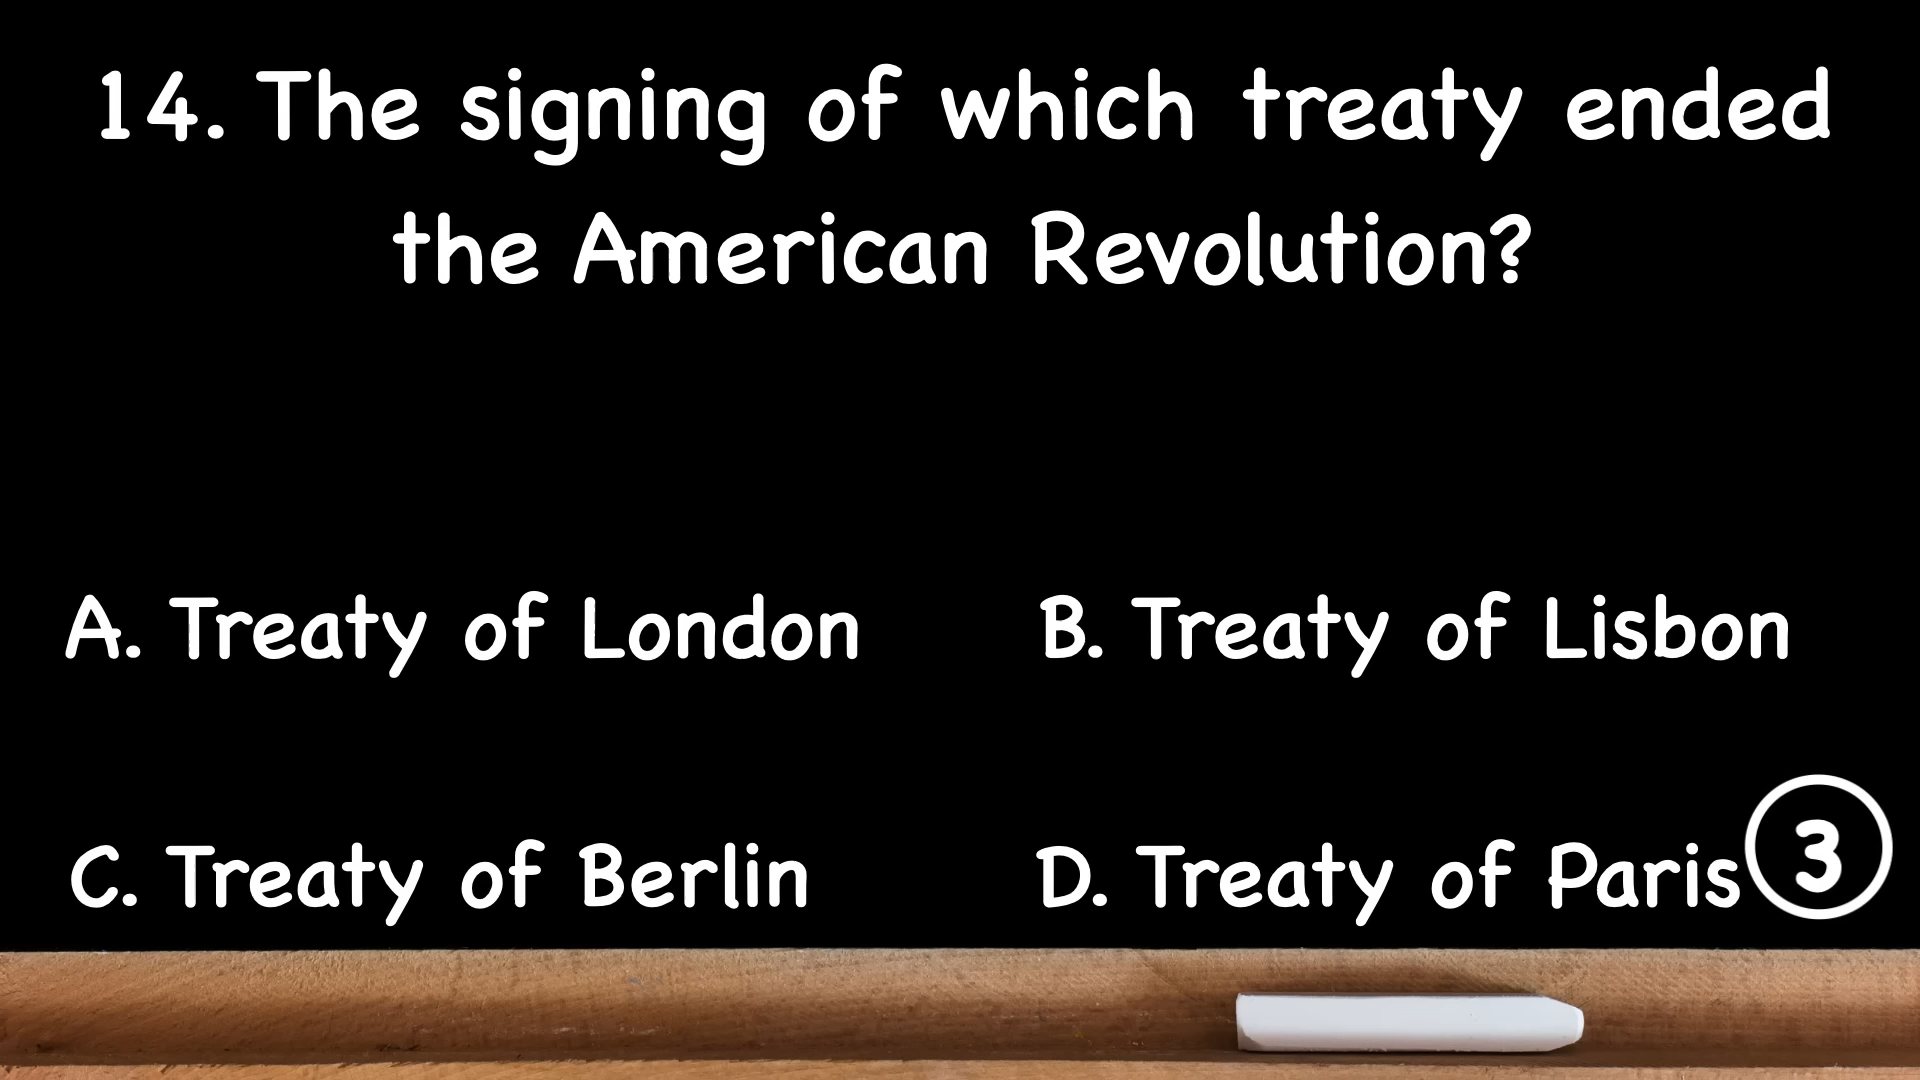 14. The signing of which treaty ended
the American Revolution?
A. Treaty of London
B. Treaty of Lisbon
C. Treaty of Berlin
D. Treaty of Paris
3